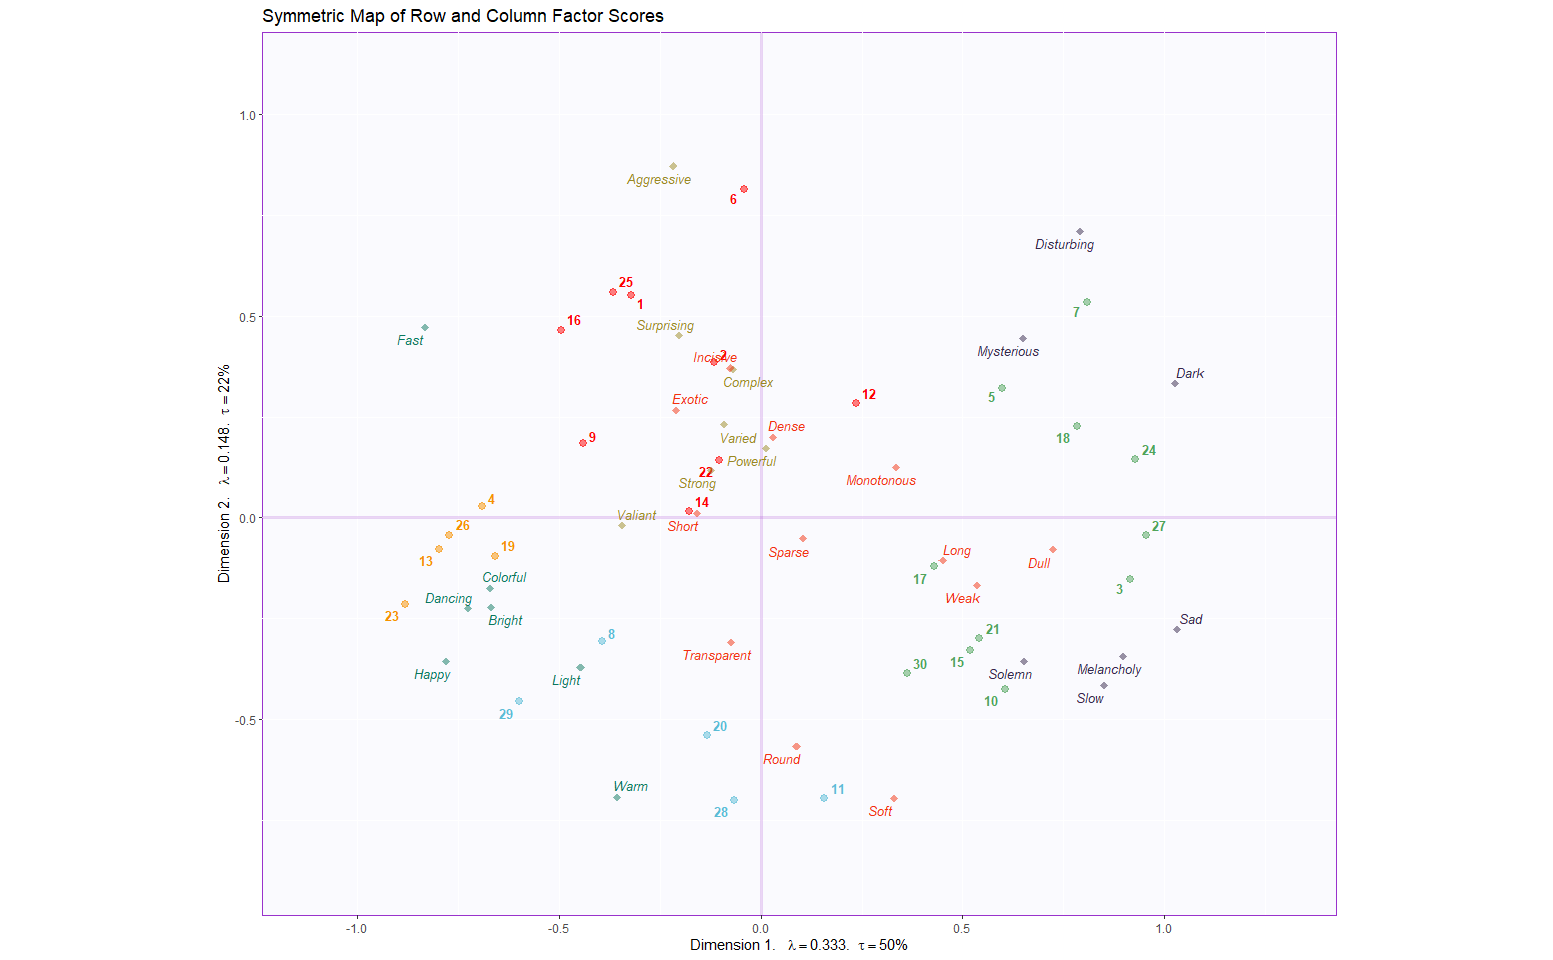 Symmetric Map of Row and Column Factor Scores
1.0
Aggressive
6
Disturbing
25
1
7
0.5
16
Surprising
Fast
2
Incisive
Mysterious
Complex
Dark
12
5
Exotic
Dense
9
Varied
18
24
Powerful
22
Strong
Monotonous
4
14
Valiant
0.0
26
Short
27
19
Sparse
Long
13
Dull
Colorful
17
3
Dancing
Weak
23
Bright
Sad
8
21
Transparent
15
30
Melancholy
Happy
Light
Solemn
Slow
10
29
-0.5
20
Round
Warm
11
28
Soft
-1.0
-0.5
0.0
0.5
1.0
Dimension 1. λ = 0.333. τ = 50%
Dimension 2. λ = 0.148. τ = 22%